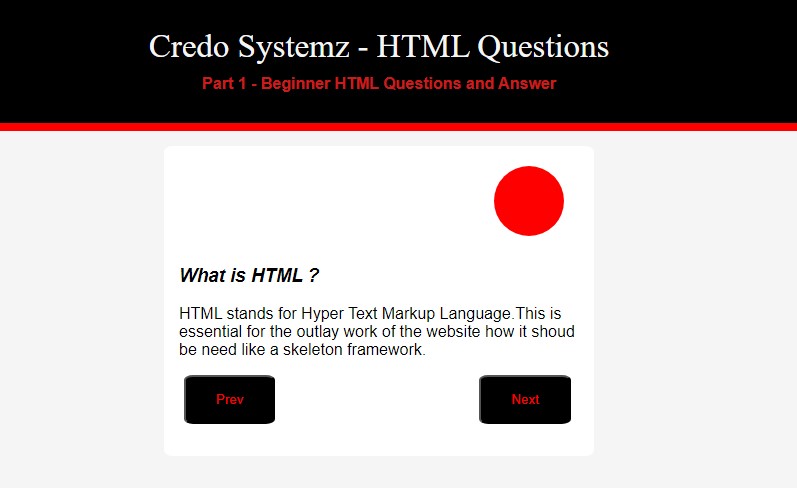 Credo Systemz - HTML Questions
Part 1 - Beginner HTML Questions and Answer
What is HTML ?
HTML stands for Hyper Text Markup Language.This is
essential for the outlay work of the website how it shoud
be need like a skeleton framework.
Prev
Next